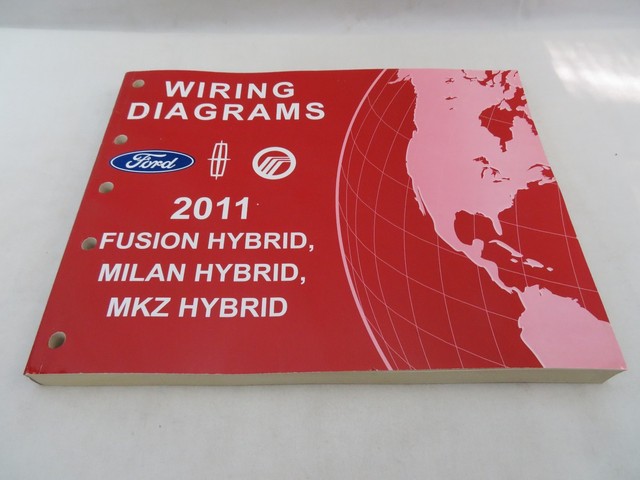 WIRING
DIAGRAMS
Ford
2011
FUSION HYBRID,
MILAN HYBRID,
MKZ HYBRID